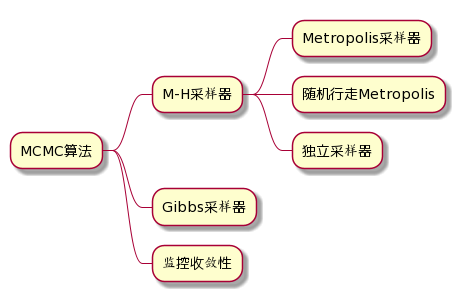 MCMC算法
M-H采样器
Metropolis采样器
随机行走Metropolis
独立采样器
Gibbs采样器
监控收敛性